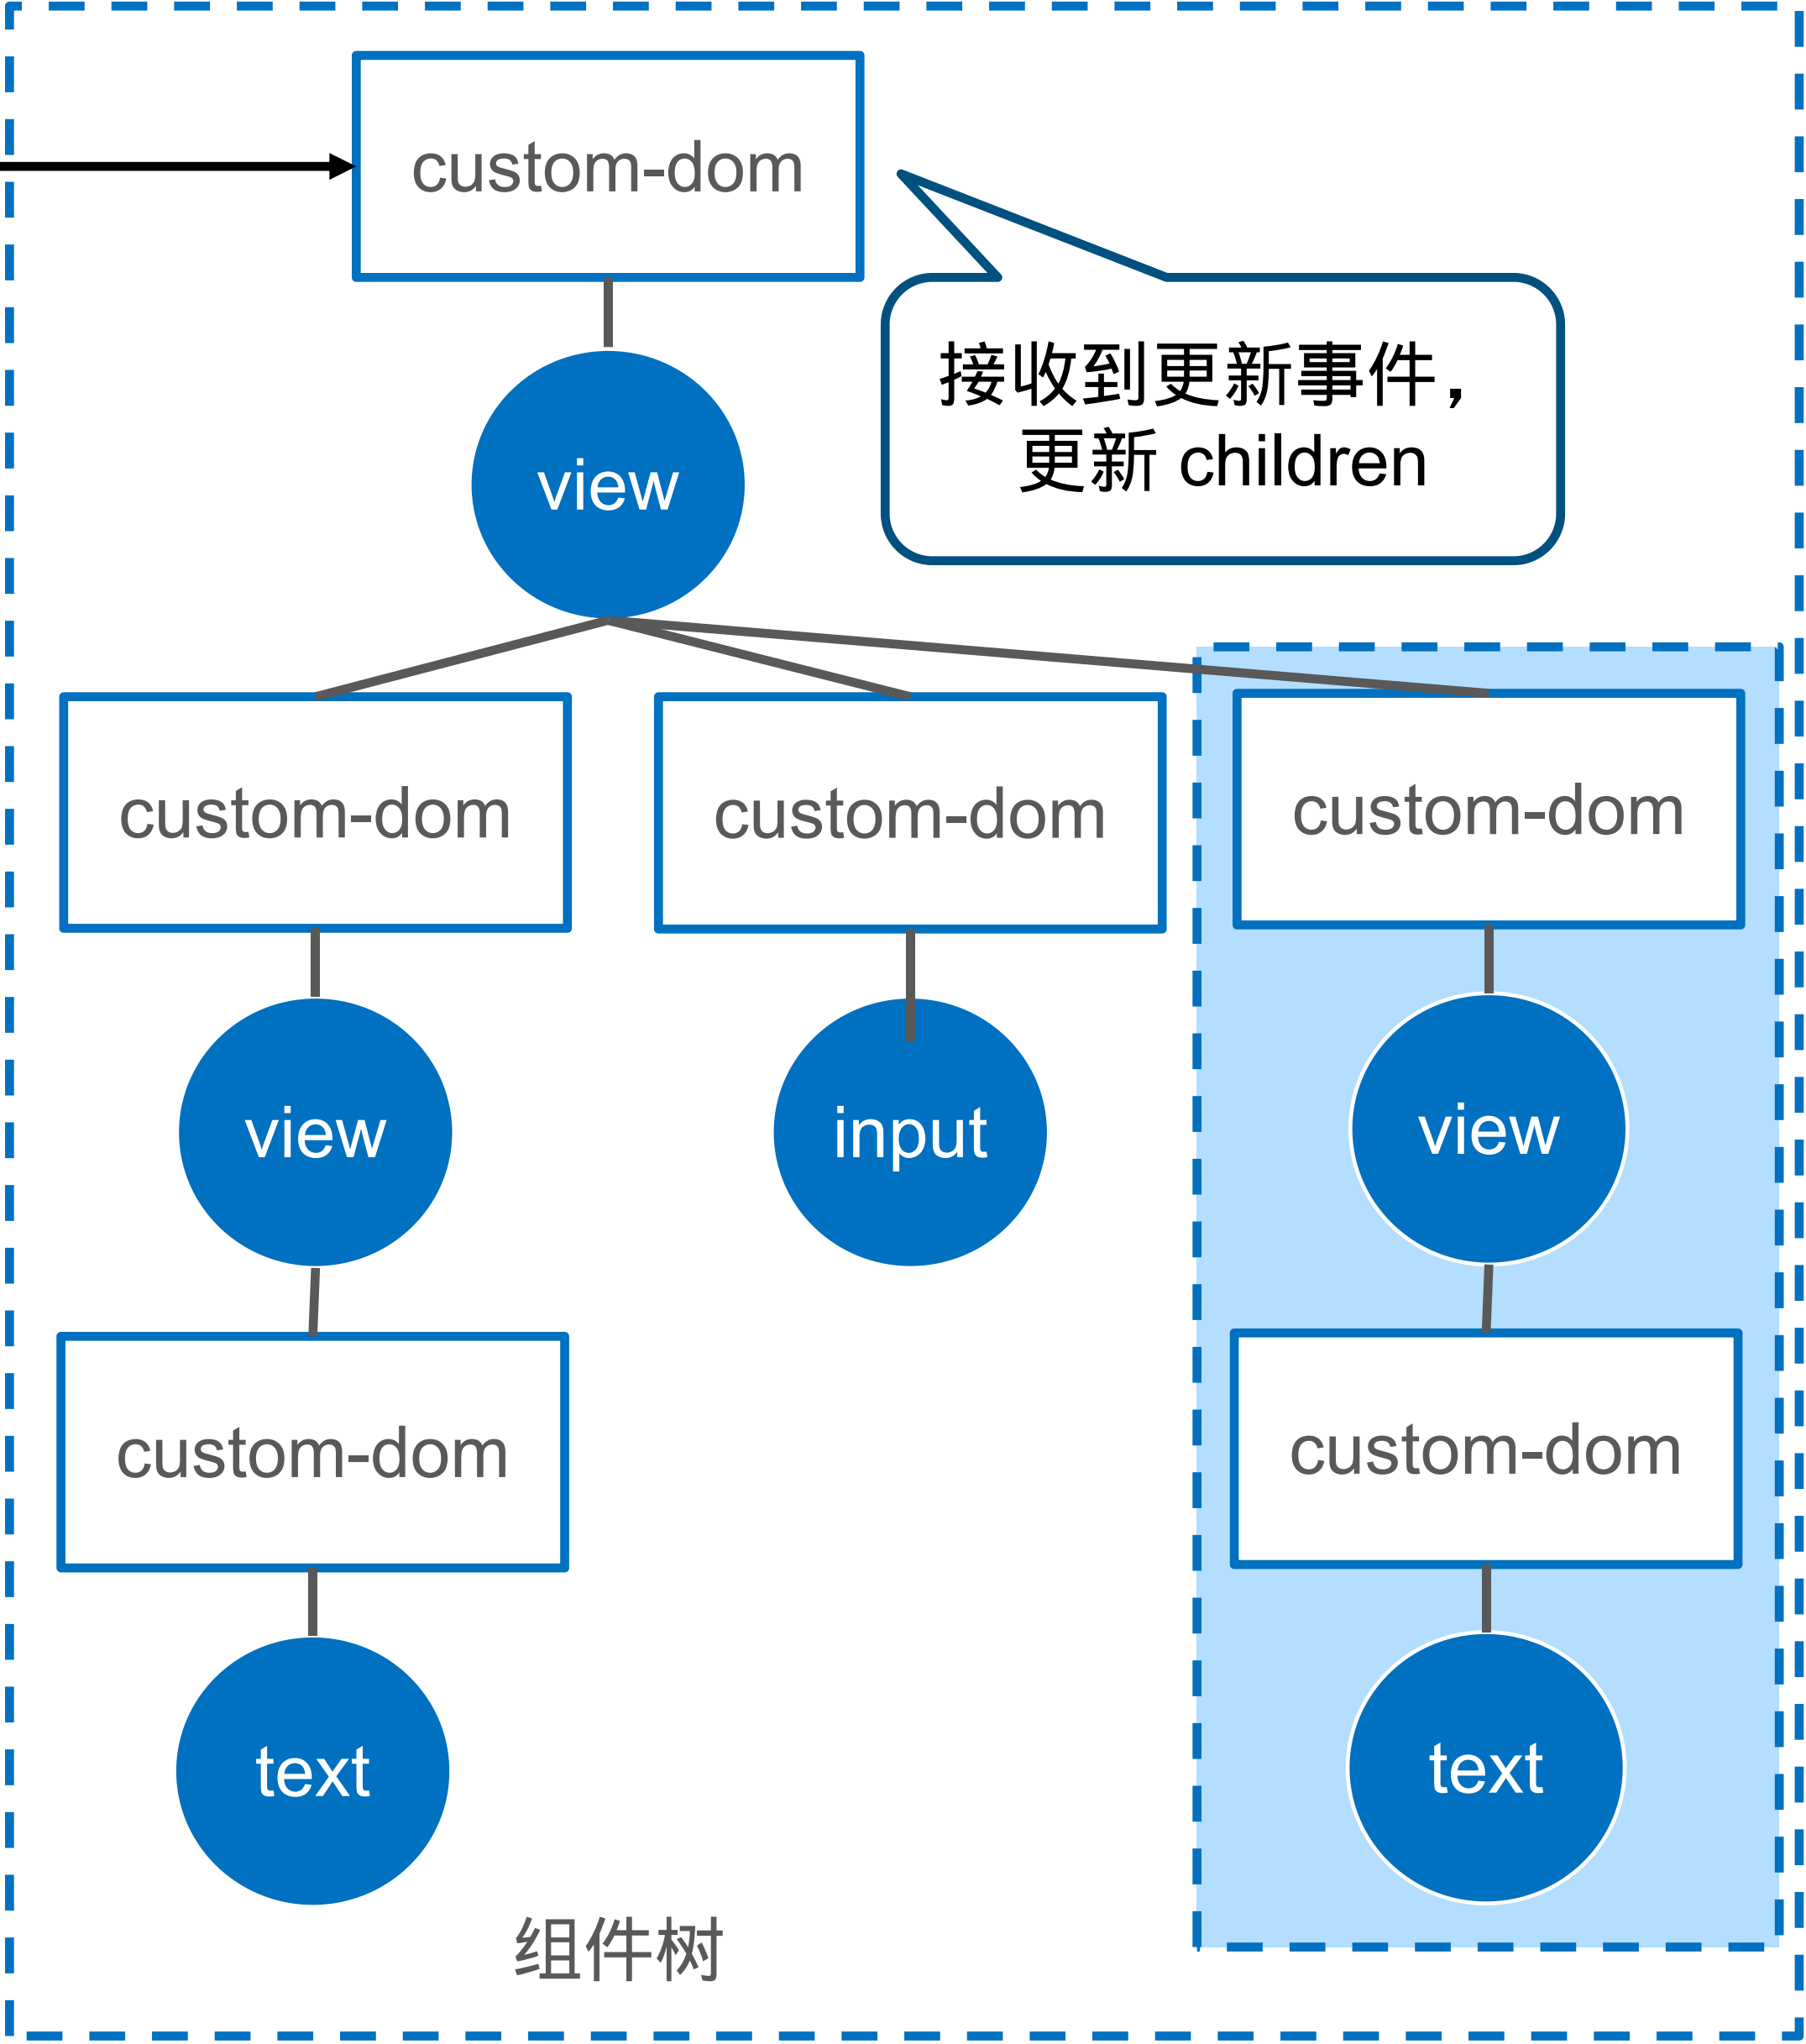 custom-dom
接收到更新事件，
更新 children
view
custom-dom
custom-dom
custom-dom
view
input
view
custom-dom
custom-dom
text
text
组件树